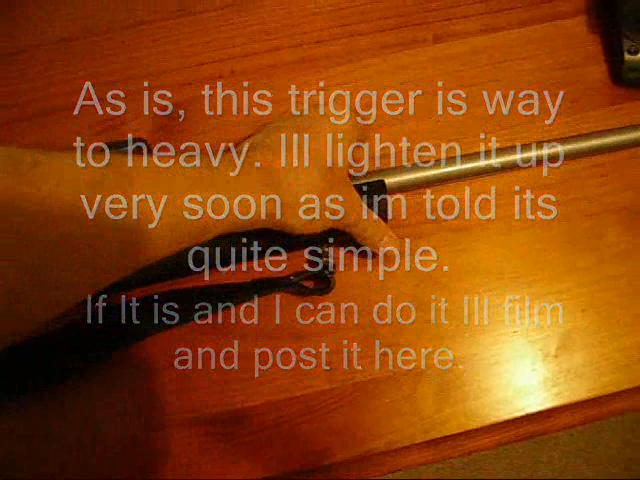 As is, this trigger is way
to heavy. Ill lighten it up
very soon as im told its
quite simple.
If It is and I can do it Ill film
and post it here.